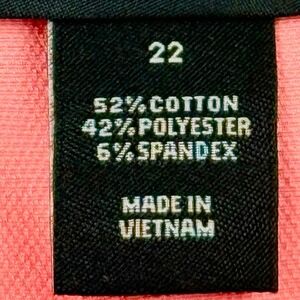 22
52% COTTON
42% POLYESTER
6% SPANDEX
MADE IN
VIETNAM